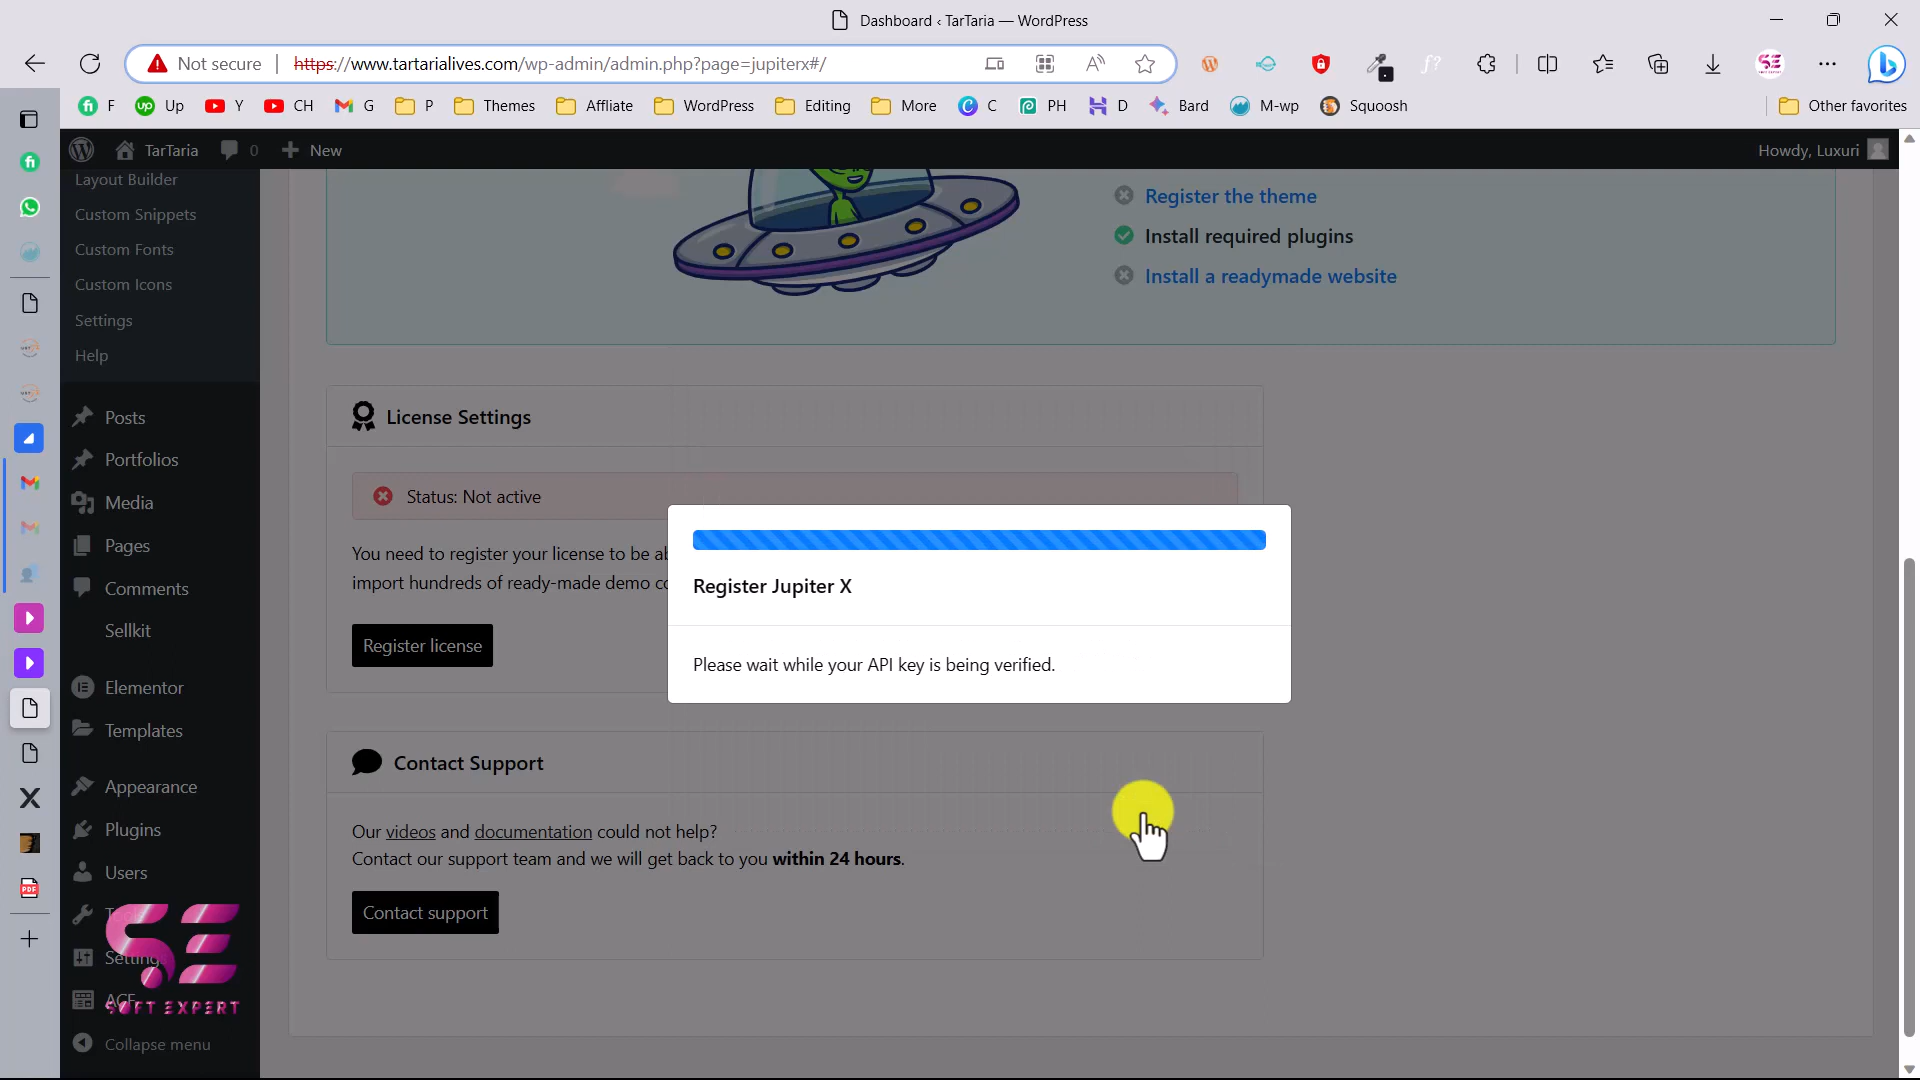 Dashboard ‹ TarTaria — WordPress
Not secure
https://www.tartarialives.com/wp-admin/admin.php?page=jupiterx#/
F
Up
Y
CH
G
P
Themes
Affliate
WordPress
Editing
More
C
PH
D
Bard
M-wp
Squoosh
Other favorites
TarTaria
0
New
Howdy, Luxuri
Layout Builder
Custom Snippets
Custom Fonts
Custom Icons
Settings
Help
Posts
Portfolios
Media
Pages
Comments
Sellkit
Elementor
Templates
Appearance
Plugins
Users
Settings
ACF
Collapse menu
SE
SOFT EXPERT
Register the theme
Install required plugins
Install a readymade website
License Settings
Status: Not active
You need to register your license to be
import hundreds of ready-made demo
Register license
Register Jupiter X
Please wait while your API key is being verified.
Contact Support
Our videos and documentation could not help?
Contact our support team and we will get back to you within 24 hours.
Contact support